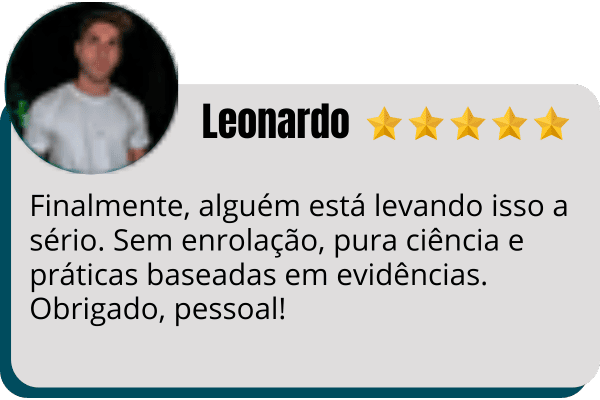 Leonardo
Finalmente, alguém está levando isso a
sério. Sem enrolação, pura ciência e
práticas baseadas em evidências.
Obrigado, pessoal!